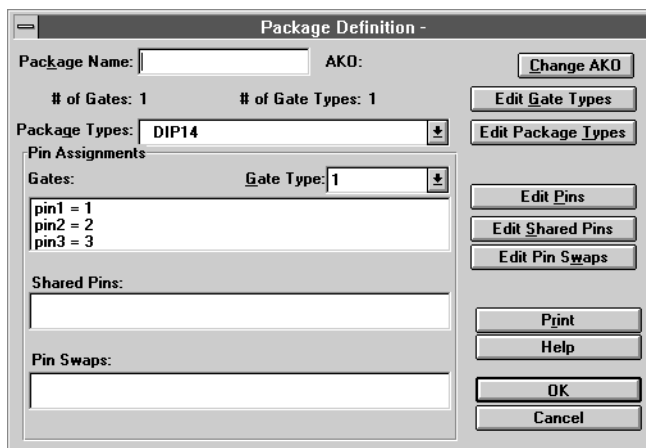 Package Definition -
Package Name: AKO: Change AKO
# of Gates: 1 # of Gate Types: 1 Edit Gate Types
Package Types: DIP14 Edit Package Types
Pin Assignments
Gates: Gate Type: 1
Edit Pins
pin1 = 1
pin2 = 2
pin3 = 3
Edit Shared Pins
Edit Pin Swaps
Shared Pins:
Print
Help
Pin Swaps:
OK
Cancel